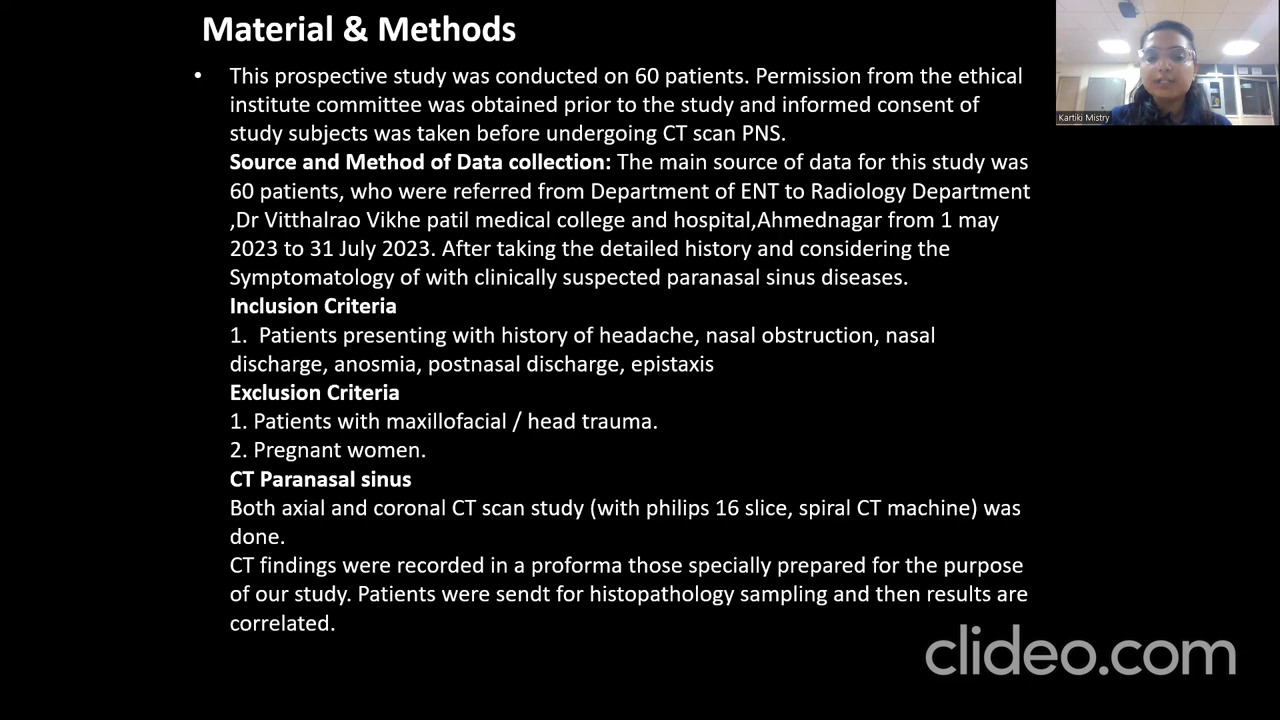 Material & Methods
• This prospective study was conducted on 60 patients. Permission from the ethical
institute committee was obtained prior to the study and informed consent of
study subjects was taken before undergoing CT scan PNS.
Source and Method of Data collection: The main source of data for this study was
60 patients, who were referred from Department of ENT to Radiology Department
,Dr Vitthalrao Vikhe patil medical college and hospital,Ahmednagar from 1 may
2023 to 31 July 2023. After taking the detailed history and considering the
Symptomatology of with clinically suspected paranasal sinus diseases.
Inclusion Criteria
1. Patients presenting with history of headache, nasal obstruction, nasal
discharge, anosmia, postnasal discharge, epistaxis
Exclusion Criteria
1. Patients with maxillofacial / head trauma.
2. Pregnant women.
CT Paranasal sinus
Both axial and coronal CT scan study (with philips 16 slice, spiral CT machine) was
done.
CT findings were recorded in a proforma those specially prepared for the purpose
of our study. Patients were sendt for histopathology sampling and then results are
correlated.
Kartiki Mistry
clideo.com